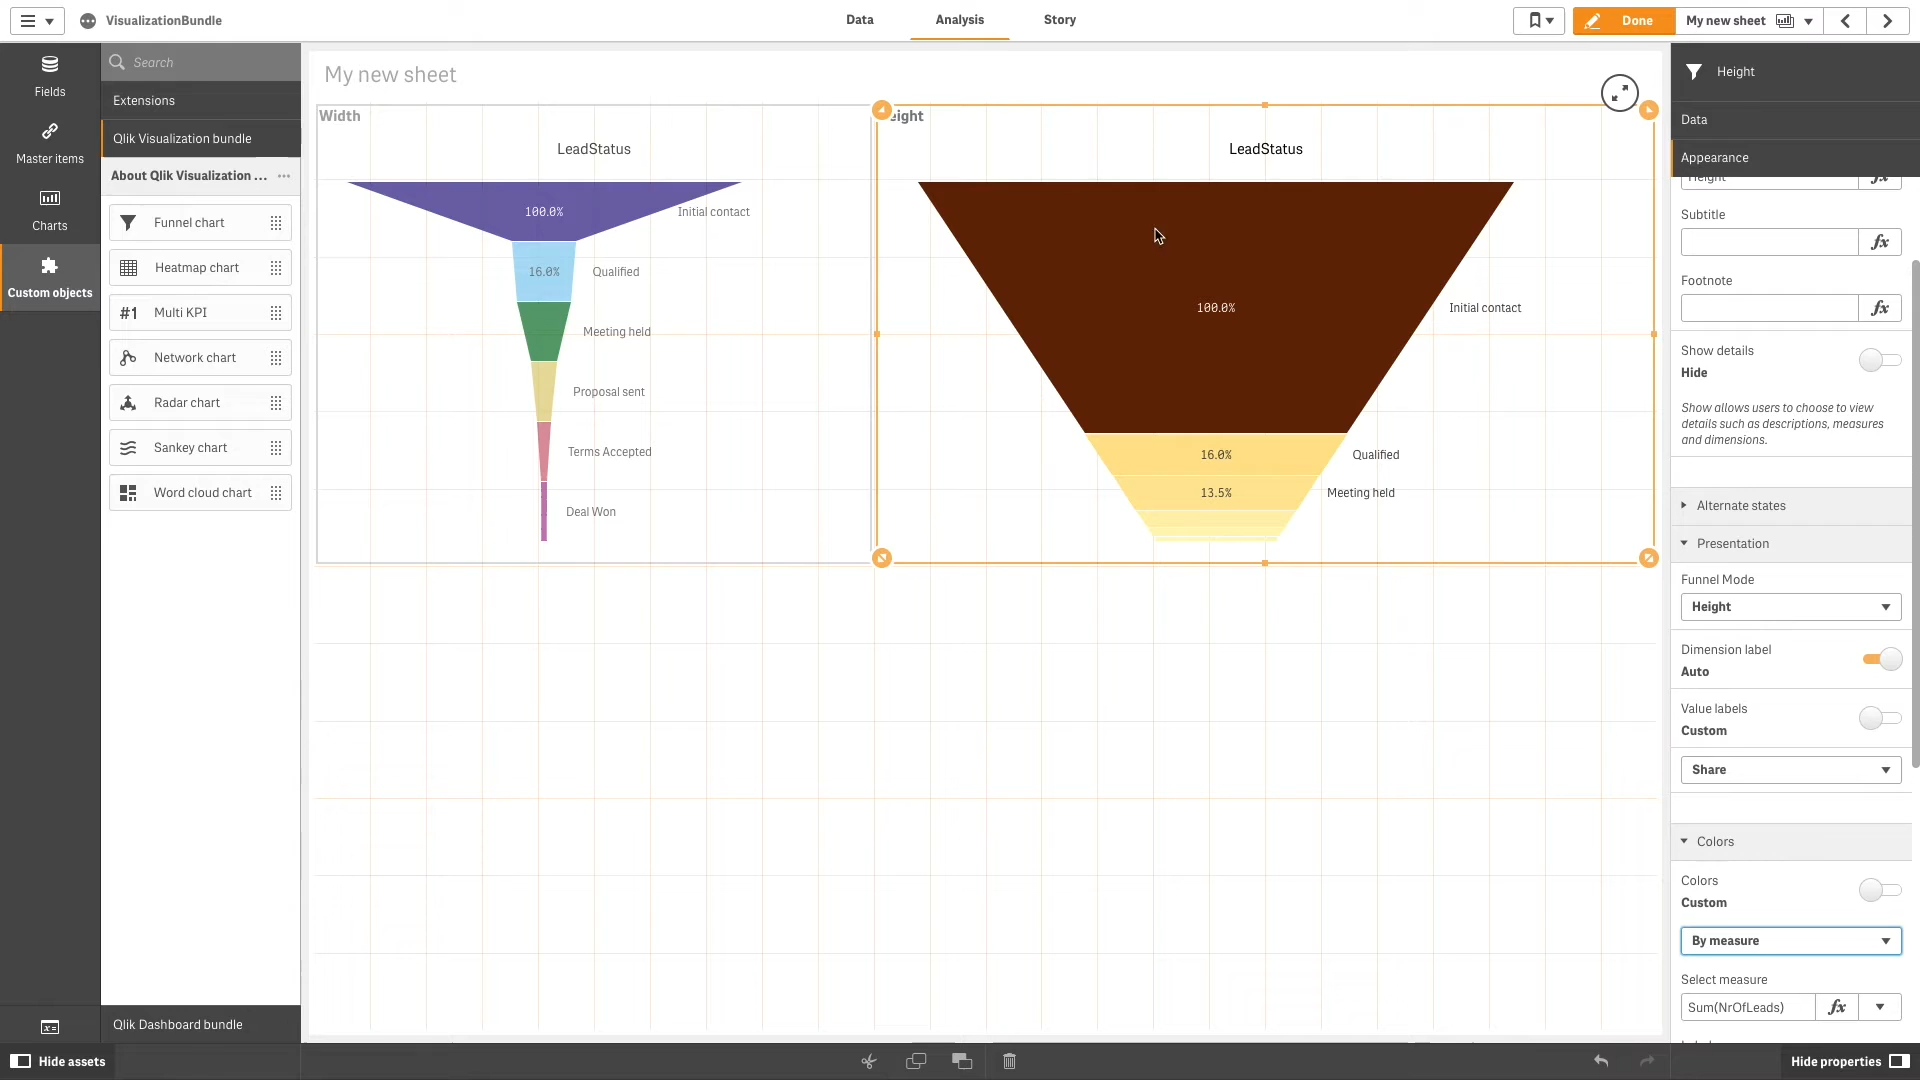 VisualizationBundle
Data
Analysis
Story
Done
My new sheet
Fields
Master items
Charts
Custom objects
Search
Extensions
Qlik Visualization bundle
About Qlik Visualization ...
Funnel chart
Heatmap chart
#1 Multi KPI
Network chart
Radar chart
Sankey chart
Word cloud chart
Qlik Dashboard bundle
Hide assets
My new sheet
Width
LeadStatus
100.0%
Initial contact
16.0%
Qualified
Meeting held
Proposal sent
Terms Accepted
Deal Won
eight
LeadStatus
100.0%
Initial contact
16.0%
Qualified
13.5%
Meeting held
Height
Data
Appearance
Height
fx
Subtitle
fx
Footnote
fx
Show details
Hide
Show allows users to choose to view
details such as descriptions, measures
and dimensions.
Alternate states
Presentation
Funnel Mode
Height
Dimension label
Auto
Value labels
Custom
Share
Colors
Colors
Custom
By measure
Select measure
Sum(NrOfLeads)
fx
Hide properties